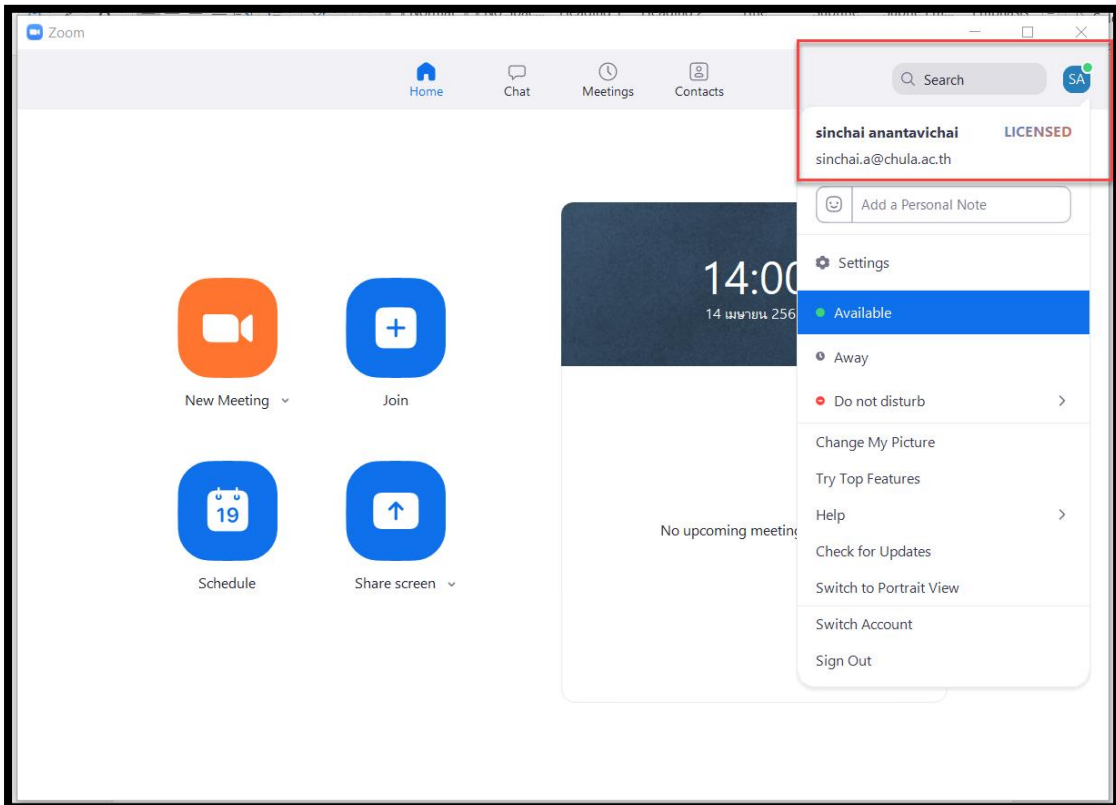 Zoom
Home
Chat
Meetings
Contacts
Search
SA
sinchai anantavichai LICENSED
sinchai.a@chula.ac.th
Add a Personal Note
Settings
Available
Away
Do not disturb
Change My Picture
Try Top Features
Help
Check for Updates
Switch to Portrait View
Switch Account
Sign Out
14:00
14 เมษายน 256
New Meeting
Join
19
Schedule
Share screen
No upcoming meeting